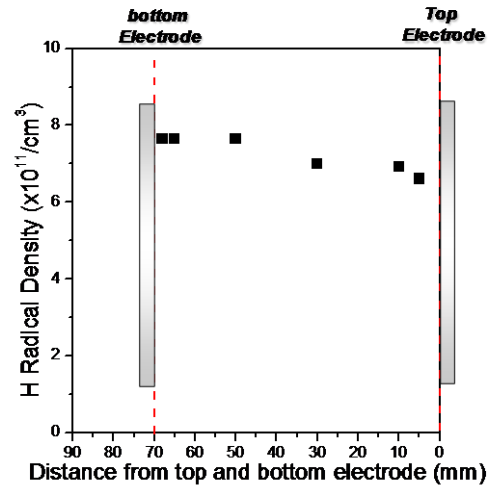 bottom
Electrode
Top
Electrode
H Radical Density (x10¹¹/cm³)
10
8
6
4
2
0
90 80 70 60 50 40 30 20 10 0
Distance from top and bottom electrode (mm)